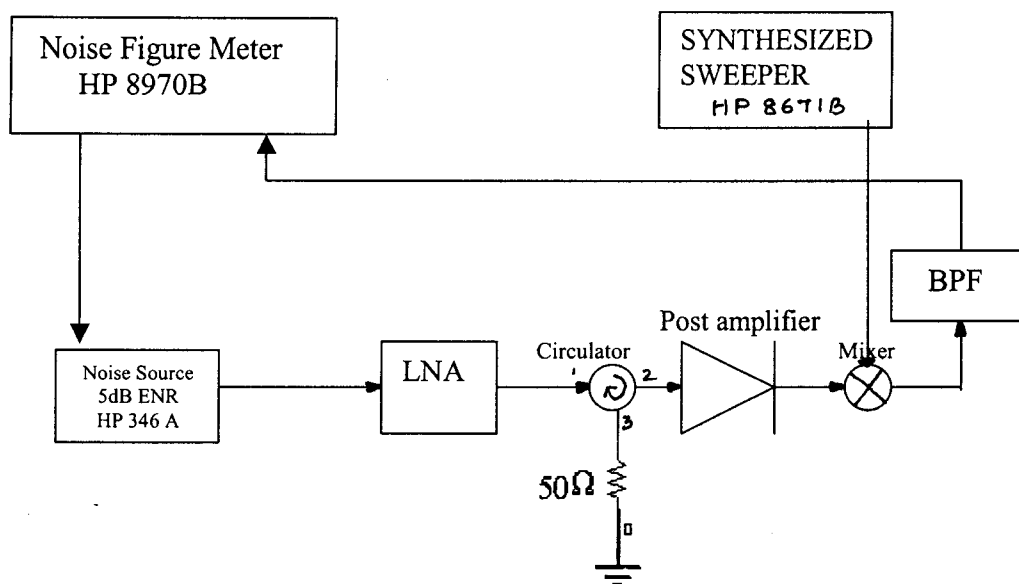 Noise Figure Meter
HP 8970B
SYNTHESIZED
SWEEPER
HP 8671B
BPF
Post amplifier
Mixer
Noise Source
5dB ENR
HP 346 A
LNA
Circulator
1
2
3
50Ω
0